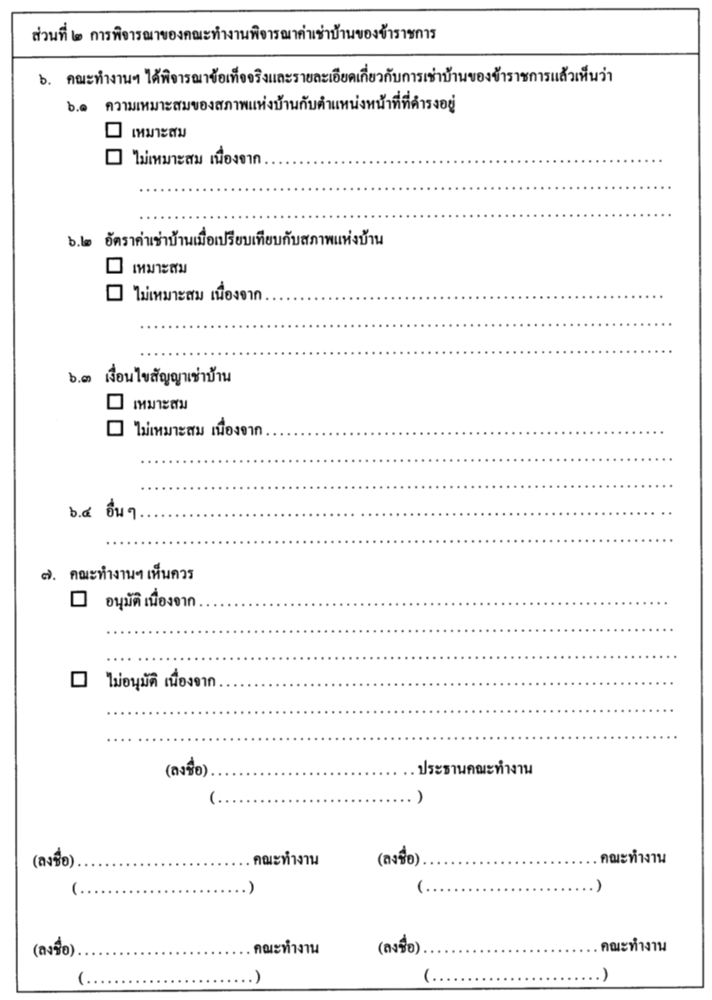 ส่วนที่ ๒ การพิจารณาของคณะทำงานพิจารณาค่าเช่าบ้านของข้าราชการ
๖. คณะทำงานฯ ได้พิจารณาข้อเท็จจริงและรายละเอียดเกี่ยวกับการเช่าบ้านของข้าราชการแล้วเห็นว่า
๖.๑ ความเหมาะสมของสภาพแห่งบ้านกับตำแหน่งหน้าที่ที่ดำรงอยู่
☐ เหมาะสม
☐ ไม่เหมาะสม เนื่องจาก ........................................................
........................................................................
........................................................................
๖.๒ อัตราค่าเช่าบ้านเมื่อเปรียบเทียบกับสภาพแห่งบ้าน
☐ เหมาะสม
☐ ไม่เหมาะสม เนื่องจาก ........................................................
........................................................................
........................................................................
๖.๓ เงื่อนไขสัญญาเช่าบ้าน
☐ เหมาะสม
☐ ไม่เหมาะสม เนื่องจาก ........................................................
........................................................................
........................................................................
๖.๔ อื่น ๆ ........................................................................
........................................................................
๗. คณะทำงานฯ เห็นควร
☐ อนุมัติ เนื่องจาก ........................................................
........................................................................
........................................................................
☐ ไม่อนุมัติ เนื่องจาก ........................................................
........................................................................
........................................................................
(ลงชื่อ) ............................. ประธานคณะทำงาน
(............................)
(ลงชื่อ) ......................... คณะทำงาน (ลงชื่อ) ......................... คณะทำงาน
(........................) (........................)
(ลงชื่อ) ......................... คณะทำงาน (ลงชื่อ) ......................... คณะทำงาน
(........................) (........................)